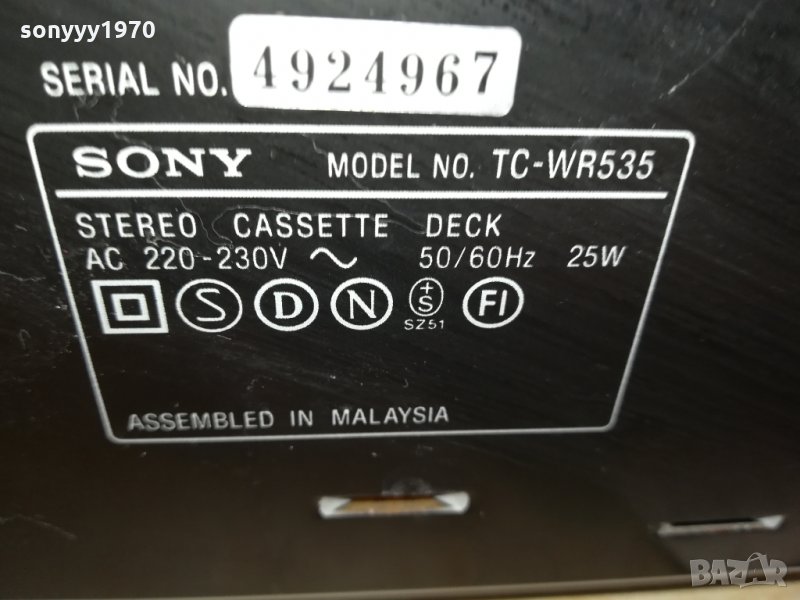 sonyyy1970
SERIAL NO. 4924967
SONY MODEL NO. TC-WR535
STEREO CASSETTE DECK
AC 220-230V ~ 50/60Hz 25W
S D N +S FI
SZ51
ASSEMBLED IN MALAYSIA
BAZAR